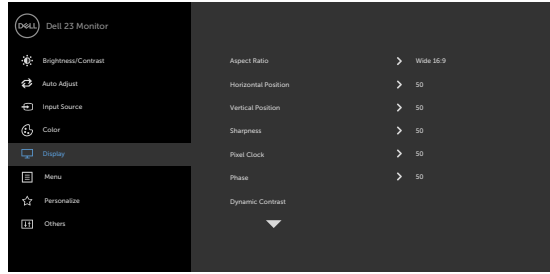 DELL Dell 23 Monitor
Brightness/Contrast
Auto Adjust
Input Source
Color
Display
Menu
Personalize
Others
Aspect Ratio Wide 16:9
Horizontal Position 50
Vertical Position 50
Sharpness 50
Pixel Clock 50
Phase 50
Dynamic Contrast